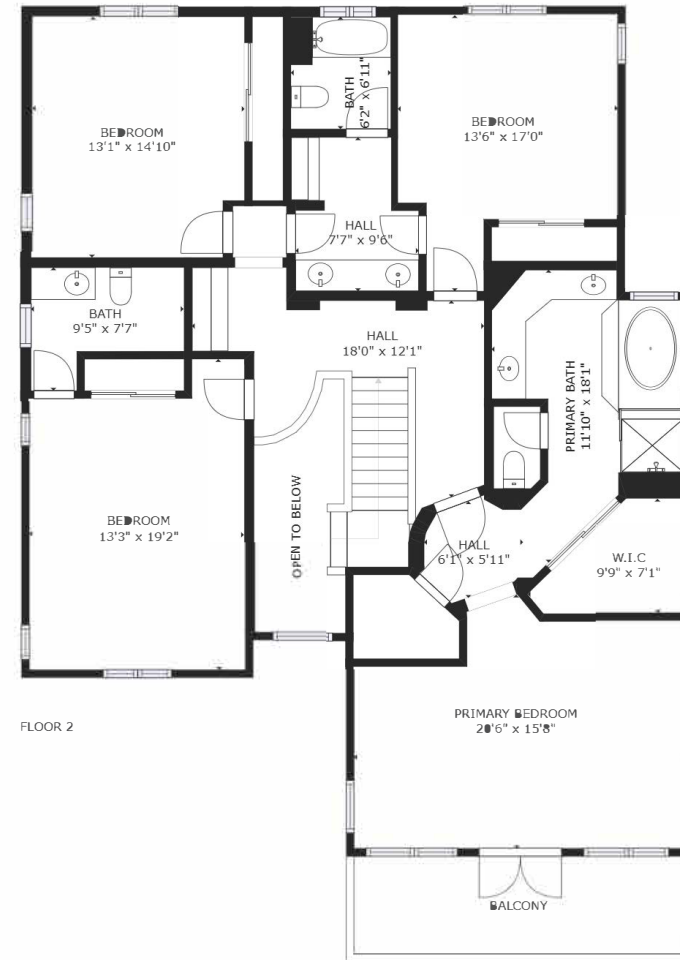 BEDROOM
13'1" x 14'10"
BATH
6'2" x 6'11"
BEDROOM
13'6" x 17'0"
HALL
7'7" x 9'6"
BATH
9'5" x 7'7"
HALL
18'0" x 12'1"
PRIMARY BATH
11'10" x 18'1"
BEDROOM
13'3" x 19'2"
OPEN TO BELOW
HALL
6'1" x 5'11"
W.I.C
9'9" x 7'1"
FLOOR 2
PRIMARY BEDROOM
20'6" x 15'8"
BALCONY